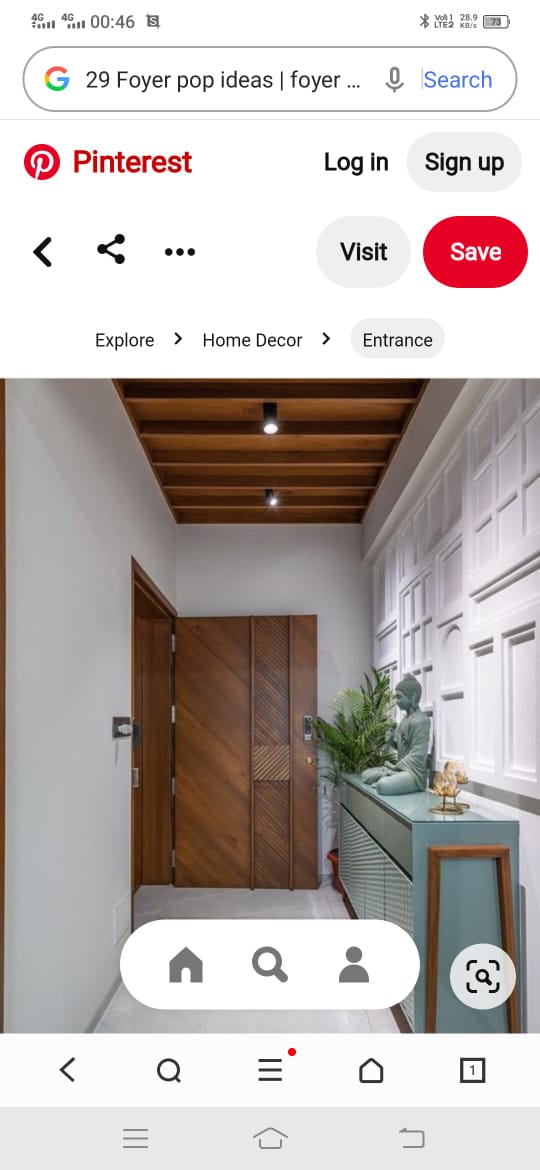 4G 4G 00:46
Vo) 1 LTE2 28.9 KB/s 73
29 Foyer pop ideas | foyer ... Search
Pinterest Log in Sign up
Visit Save
Explore Home Decor Entrance
1